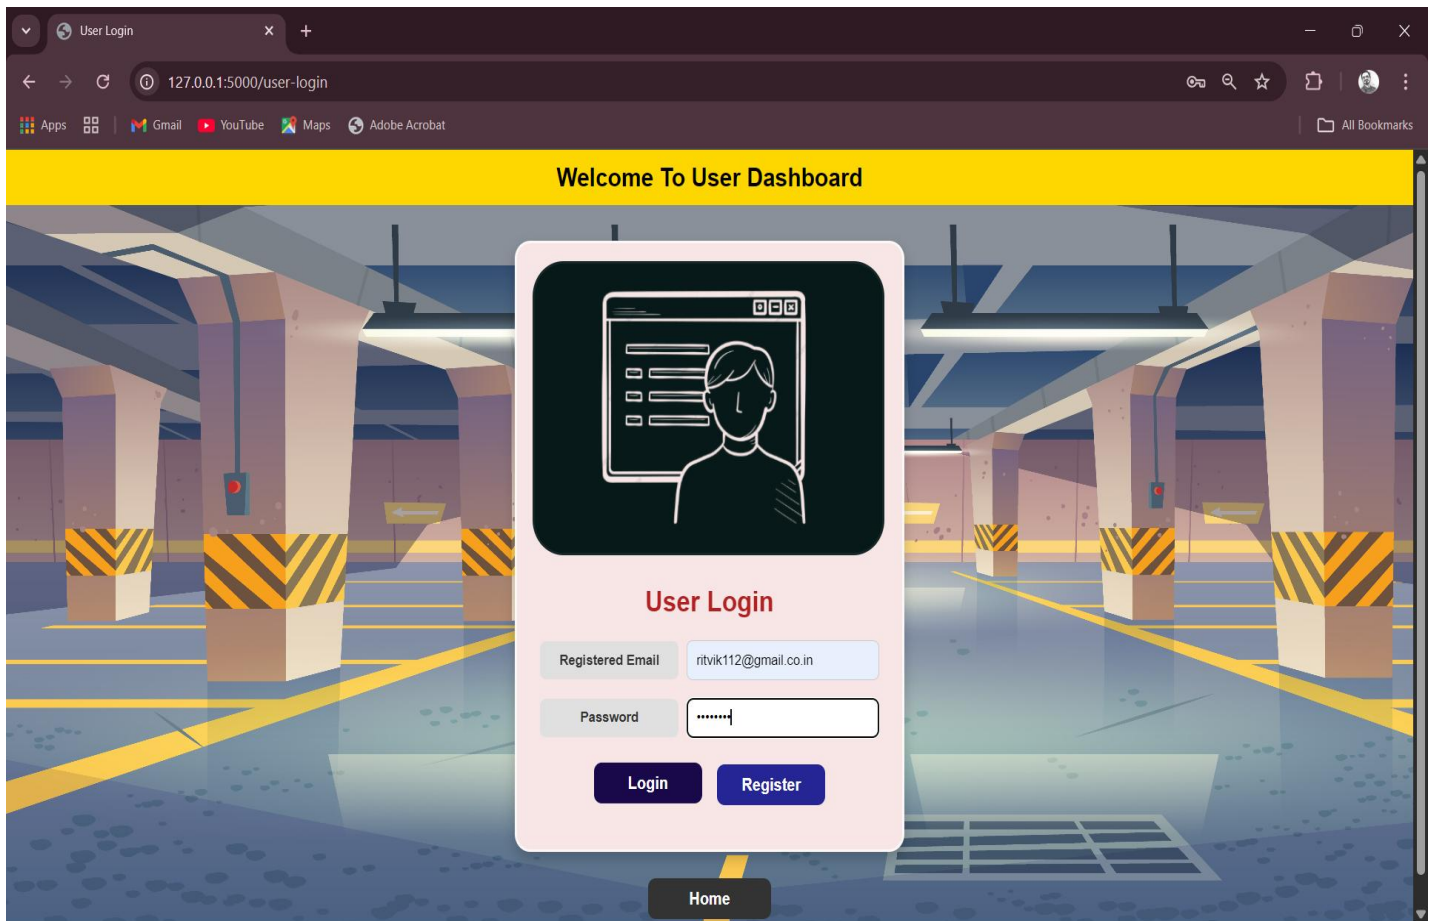 User Login
127.0.0.1:5000/user-login
Apps Gmail YouTube Maps Adobe Acrobat All Bookmarks
Welcome To User Dashboard
User Login
Registered Email ritvik112@gmail.co.in
Password ••••••••
Login Register
Home